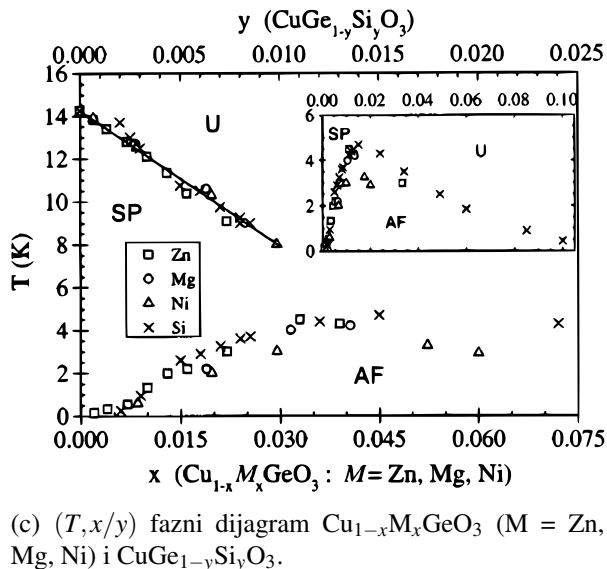 y (CuGe₁₋ᵧSiᵧO₃)
0.000 0.005 0.010 0.015 0.020 0.025
16
14
12
10
8
6
4
2
0
T (K)
U
SP
AF
Zn
Mg
Ni
Si
0.00 0.02 0.04 0.06 0.08 0.10
6
4
2
0
SP
U
AF
0.000 0.015 0.030 0.045 0.060 0.075
x (Cu₁₋ₓMₓGeO₃ : M = Zn, Mg, Ni)
(c) (T, x/y) fazni dijagram Cu₁₋ₓMₓGeO₃ (M = Zn,
Mg, Ni) i CuGe₁₋ᵧSiᵧO₃.